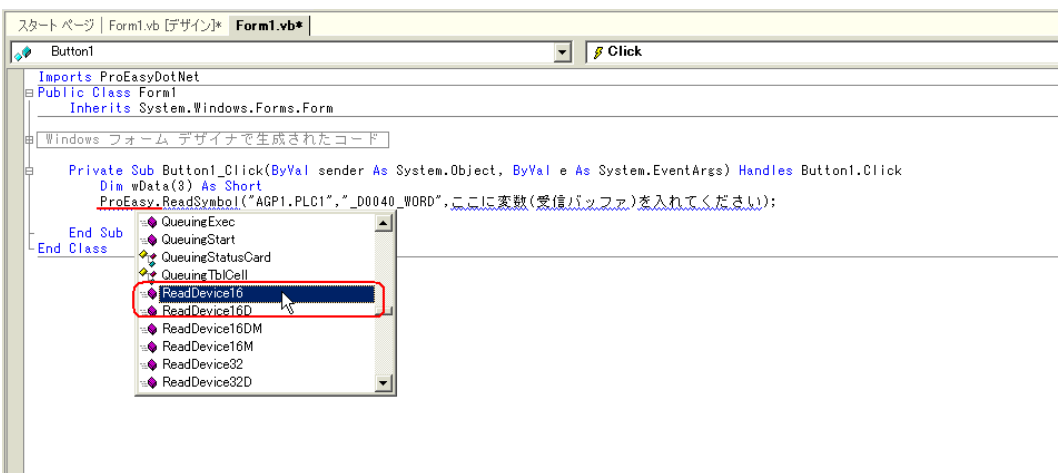 スタート ページ | Form1.vb [デザイン]* Form1.vb*
Button1 Click
Imports ProEasyDotNet
Public Class Form1
Inherits System.Windows.Forms.Form
Windows フォーム デザイナで生成されたコード
Private Sub Button1_Click(ByVal sender As System.Object, ByVal e As System.EventArgs) Handles Button1.Click
Dim wData(3) As Short
ProEasy.ReadSymbol("AGP1.PLC1","_D0040_WORD",ここに変数(受信バッファ)を入れてください);
End Sub
End Class
QueuingExec
QueuingStart
QueuingStatusCard
QueuingTblCell
ReadDevice16
ReadDevice16D
ReadDevice16DM
ReadDevice16M
ReadDevice32
ReadDevice32D